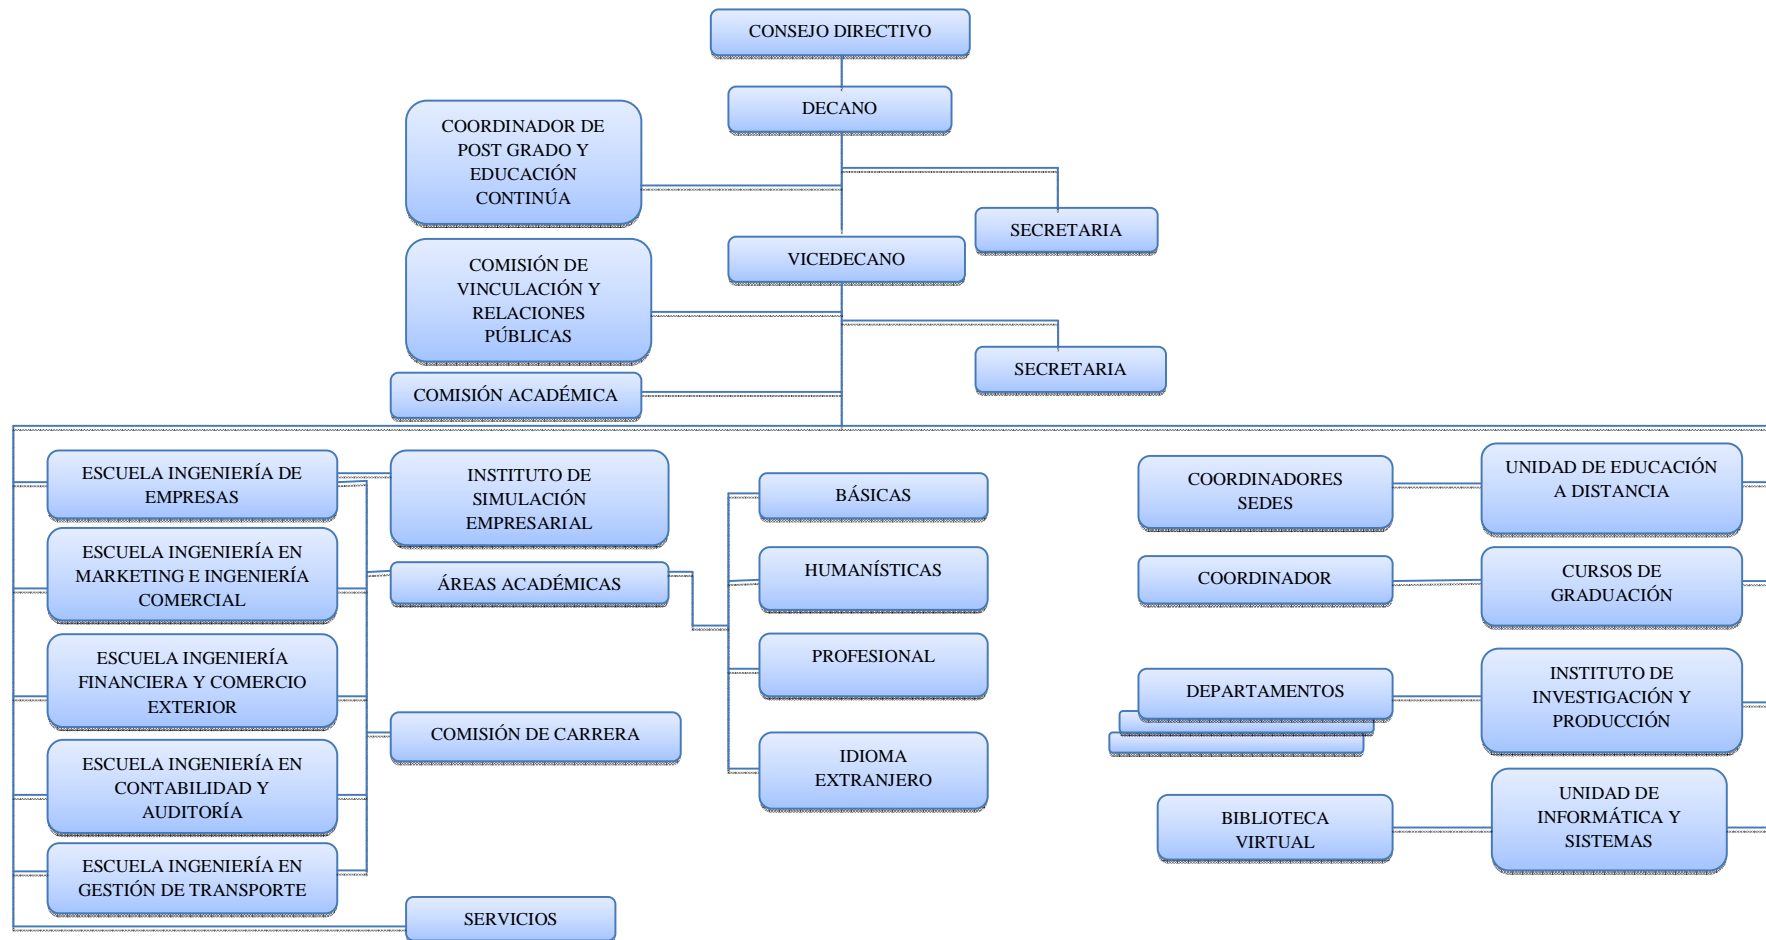 CONSEJO DIRECTIVO
DECANO
COORDINADOR DE
POST GRADO Y
EDUCACIÓN
CONTINÚA
SECRETARIA
VICEDECANO
COMISIÓN DE
VINCULACIÓN Y
RELACIONES
PÚBLICAS
SECRETARIA
COMISIÓN ACADÉMICA
ESCUELA INGENIERÍA DE
EMPRESAS
ESCUELA INGENIERÍA EN
MARKETING E INGENIERÍA
COMERCIAL
ESCUELA INGENIERÍA
FINANCIERA Y COMERCIO
EXTERIOR
ESCUELA INGENIERÍA EN
CONTABILIDAD Y
AUDITORÍA
ESCUELA INGENIERÍA EN
GESTIÓN DE TRANSPORTE
INSTITUTO DE
SIMULACIÓN
EMPRESARIAL
ÁREAS ACADÉMICAS
COMISIÓN DE CARRERA
SERVICIOS
BÁSICAS
HUMANÍSTICAS
PROFESIONAL
IDIOMA
EXTRANJERO
COORDINADORES
SEDES
COORDINADOR
DEPARTAMENTOS
BIBLIOTECA
VIRTUAL
UNIDAD DE EDUCACIÓN
A DISTANCIA
CURSOS DE
GRADUACIÓN
INSTITUTO DE
INVESTIGACIÓN Y
PRODUCCIÓN
UNIDAD DE
INFORMÁTICA Y
SISTEMAS